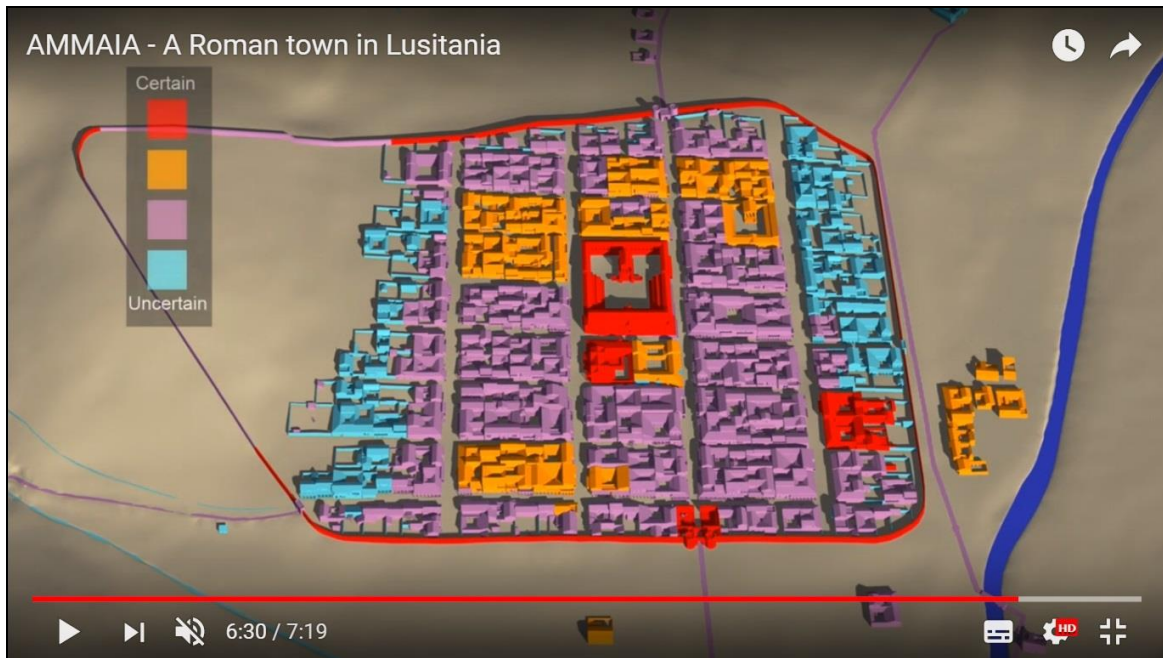 AMMAIA - A Roman town in Lusitania
Certain
Uncertain
6:30 / 7:19
HD